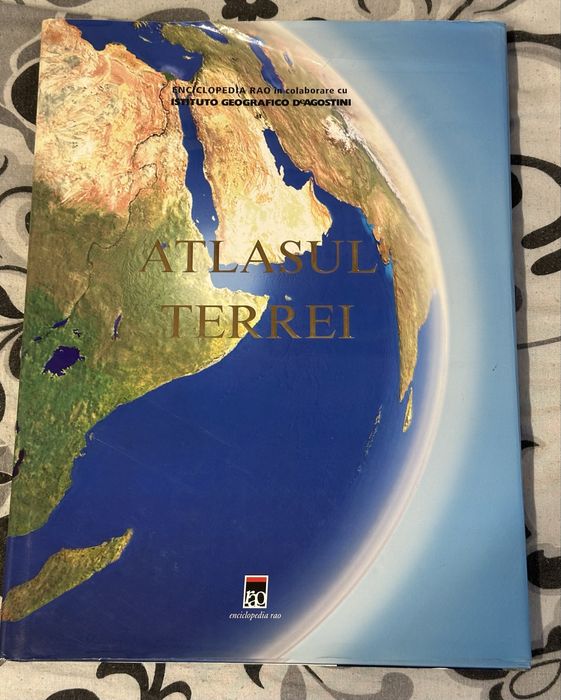 ENCICLOPEDIA RAO în colaborare cu
ISTITUTO GEOGRAFICO DeAGOSTINI
ATLASUL
TERREI
rao
enciclopedia rao